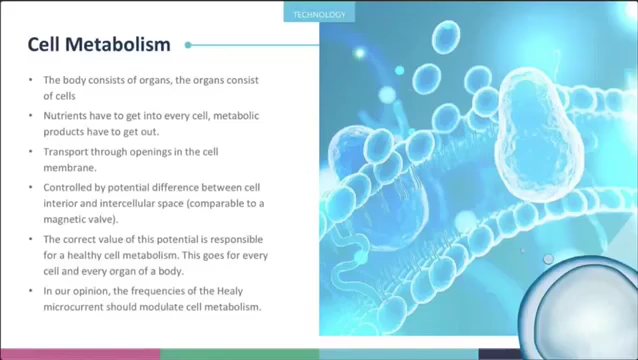 TECHNOLOGY
Cell Metabolism
• The body consists of organs, the organs consist
of cells
• Nutrients have to get into every cell, metabolic
products have to get out.
• Transport through openings in the cell
membrane.
• Controlled by potential difference between cell
interior and intercellular space (comparable to a
magnetic valve).
• The correct value of this potential is responsible
for a healthy cell metabolism. This goes for every
cell and every organ of a body.
• In our opinion, the frequencies of the Healy
microcurrent should modulate cell metabolism.